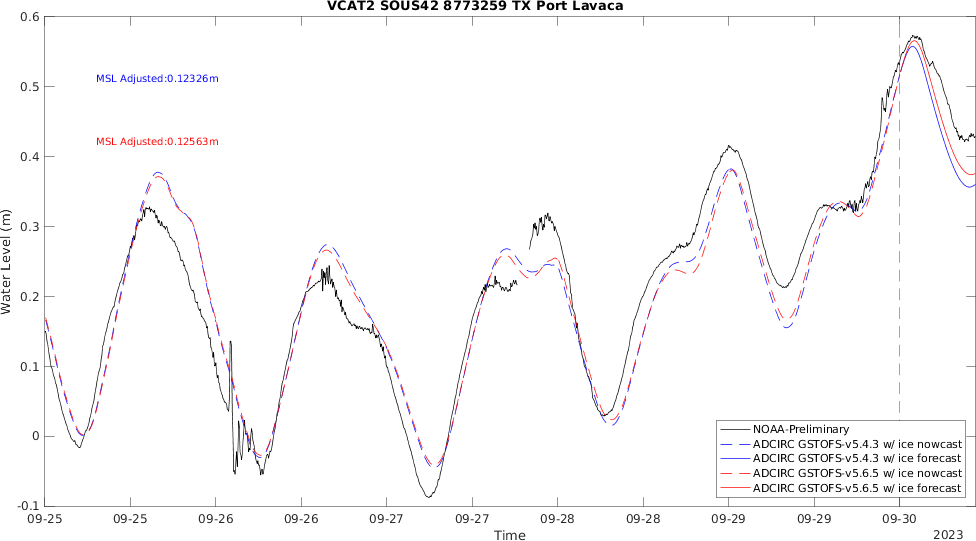 VCAT2 SOUS42 8773259 TX Port Lavaca
0.6
0.5
0.4
0.3
0.2
0.1
0
-0.1
Water Level (m)
MSL Adjusted:0.12326m
MSL Adjusted:0.12563m
NOAA-Preliminary
ADCIRC GSTOFS-v5.4.3 w/ ice nowcast
ADCIRC GSTOFS-v5.4.3 w/ ice forecast
ADCIRC GSTOFS-v5.6.5 w/ ice nowcast
ADCIRC GSTOFS-v5.6.5 w/ ice forecast
09-25 09-25 09-26 09-26 09-27 09-27 09-28 09-28 09-29 09-29 09-30
Time
2023